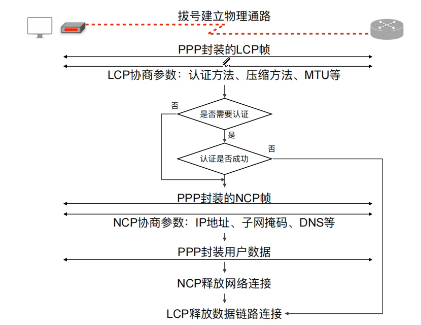 拨号建立物理通路
PPP封装的LCP帧
LCP协商参数：认证方法、压缩方法、MTU等
否
是否需要认证
是
认证是否成功
否
PPP封装的NCP帧
NCP协商参数：IP地址、子网掩码、DNS等
PPP封装用户数据
NCP释放网络连接
LCP释放数据链路连接